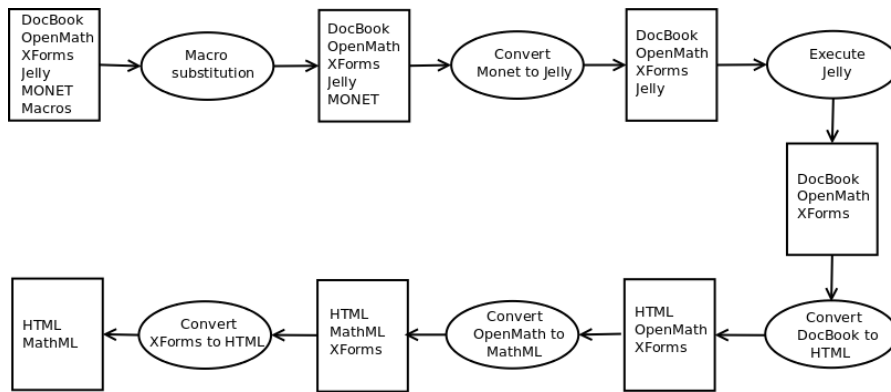 DocBook
OpenMath
XForms
Jelly
MONET
Macros
Macro
substitution
DocBook
OpenMath
XForms
Jelly
MONET
Convert
Monet to Jelly
DocBook
OpenMath
XForms
Jelly
Execute
Jelly
DocBook
OpenMath
XForms
Convert
DocBook to
HTML
HTML
OpenMath
XForms
Convert
OpenMath to
MathML
HTML
MathML
XForms
Convert
XForms to HTML
HTML
MathML